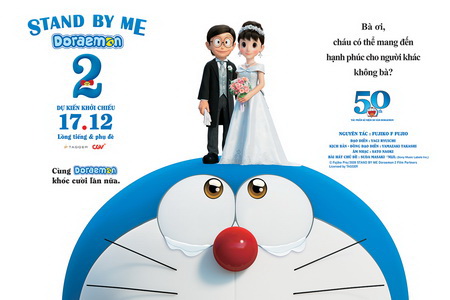 STAND BY ME
Doraemon
2
DỰ KIẾN KHỞI CHIẾU
17.12
Lồng tiếng & phụ đề
TAGGER CGV
Cùng Doraemon
khóc cười lần nữa.
Bà ơi,
cháu có thể mang đến
hạnh phúc cho người khác
không bà?
50
NGUYÊN TÁC : FUJIKO F FUJIO
ĐẠO DIỄN : YAGI RYUICHI
KỊCH BẢN - ĐỒNG ĐẠO DIỄN : YAMAZAKI TAKASHI
ÂM NHẠC : SATO NAOKI
BÀI HÁT CHỦ ĐỀ : SUDA MASAKI